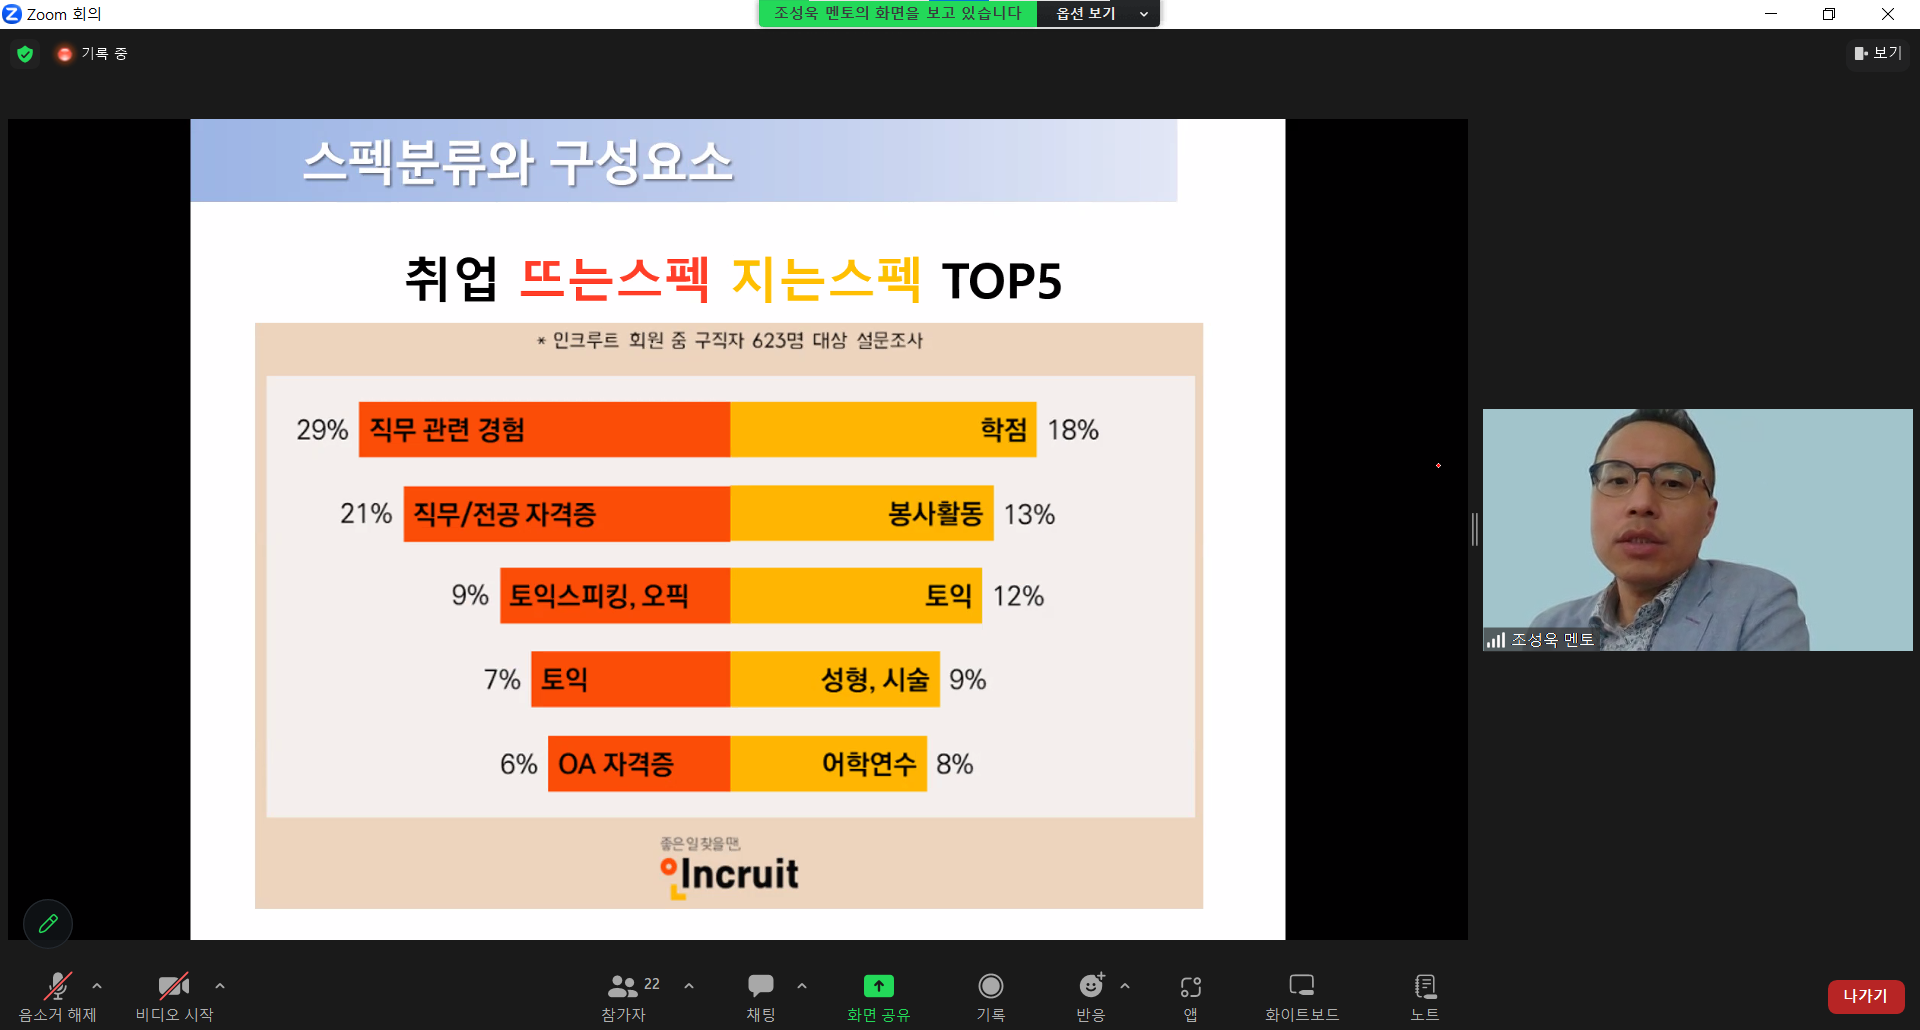 Zoom 회의
조성욱 멘토의 화면을 보고 있습니다
옵션 보기
기록 중
보기
스펙분류와 구성요소
취업 뜨는스펙 지는스펙 TOP5
* 인크루트 회원 중 구직자 623명 대상 설문조사
29% 직무 관련 경험 학점 18%
21% 직무/전공 자격증 봉사활동 13%
9% 토익스피킹, 오픽 토익 12%
7% 토익 성형, 시술 9%
6% OA 자격증 어학연수 8%
좋은 일 찾을 땐,
인 Incruit
조성욱 멘토
음소거 해제
비디오 시작
22
참가자
채팅
화면 공유
기록
반응
앱
화이트보드
노트
나가기